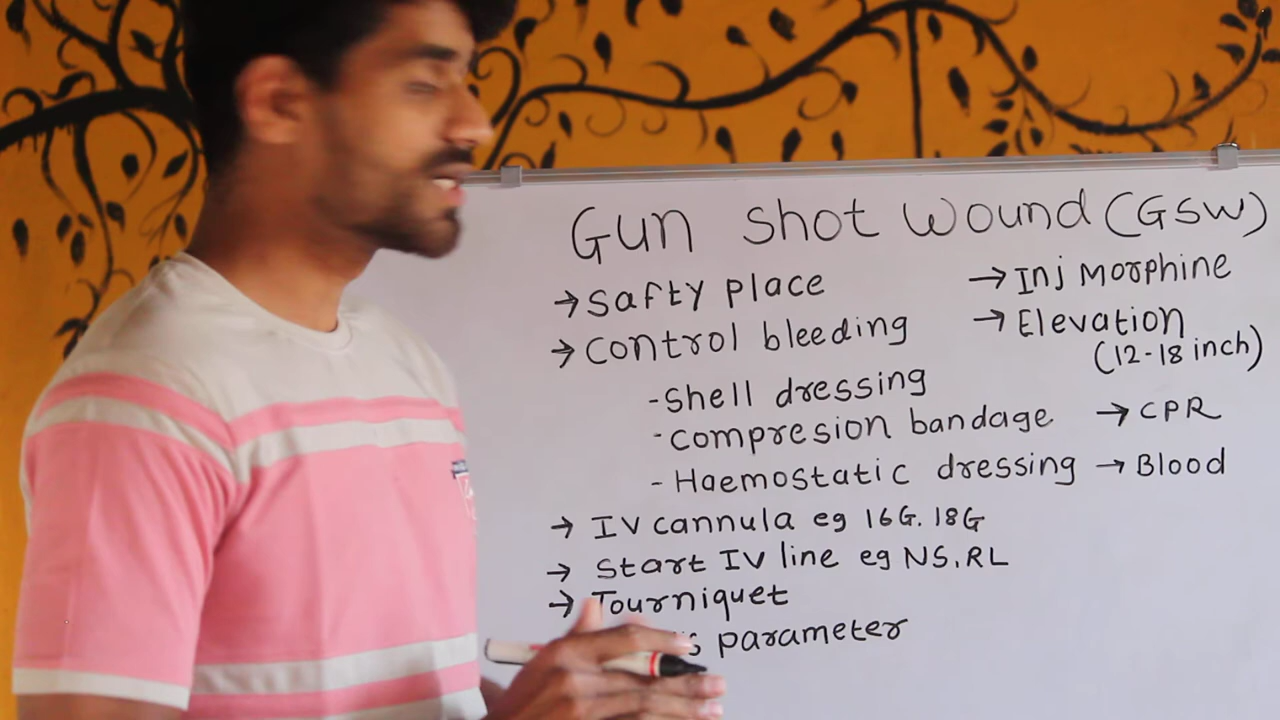 Gun shot wound (GSW)
→ safty place
→ control bleeding
- shell dressing
- compresion bandage
- Haemostatic dressing
→ IV cannula eg 16G. 18G
→ start IV line eg NS, RL
→ Tourniquet
parameter
→ Inj morphine
→ Elevation
(12-18 inch)
→ CPR
→ Blood